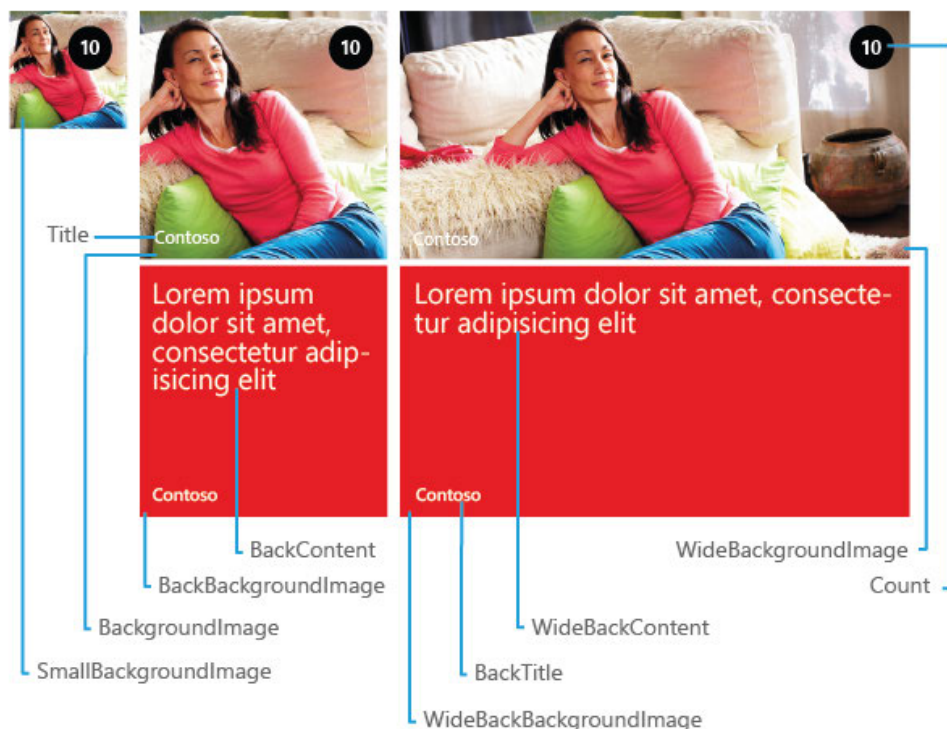 10
10
10
Title
Contoso
Contoso
Lorem ipsum
dolor sit amet,
consectetur adip-
isicing elit
Contoso
Lorem ipsum dolor sit amet, consecte-
tur adipisicing elit
Contoso
BackContent
WideBackgroundImage
BackBackgroundImage
Count
BackgroundImage
WideBackContent
SmallBackgroundImage
BackTitle
WideBackBackgroundImage